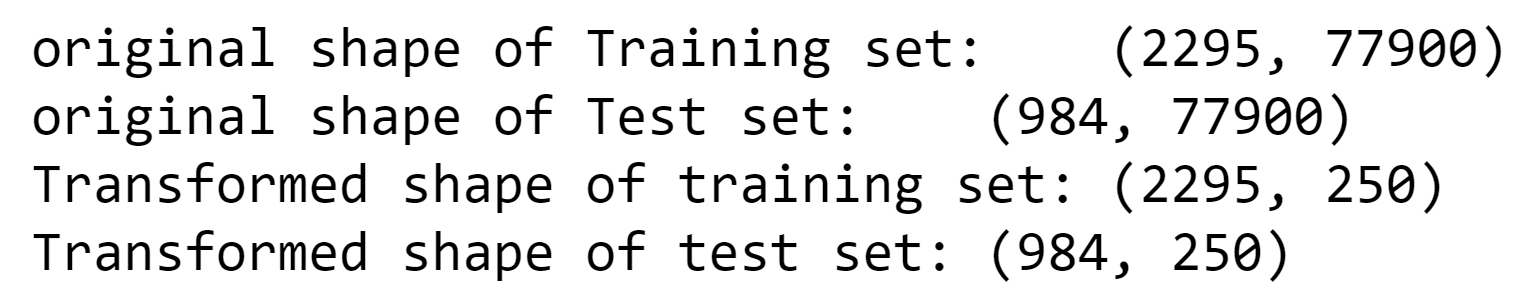 original shape of Training set:    (2295, 77900)
original shape of Test set:    (984, 77900)
Transformed shape of training set: (2295, 250)
Transformed shape of test set: (984, 250)